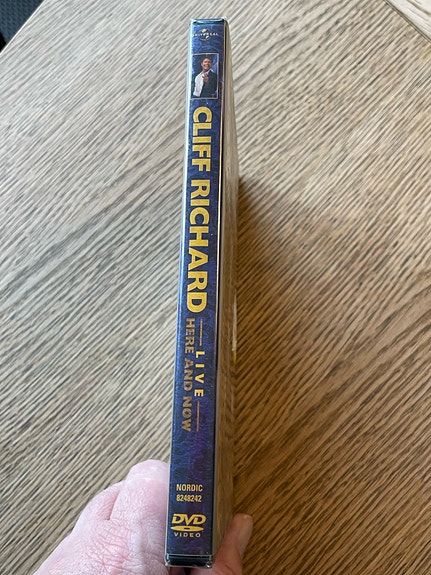 UNIVERSAL
CLIFF RICHARD
LIVE
HERE AND NOW
NORDIC
8248242
DVD
VIDEO